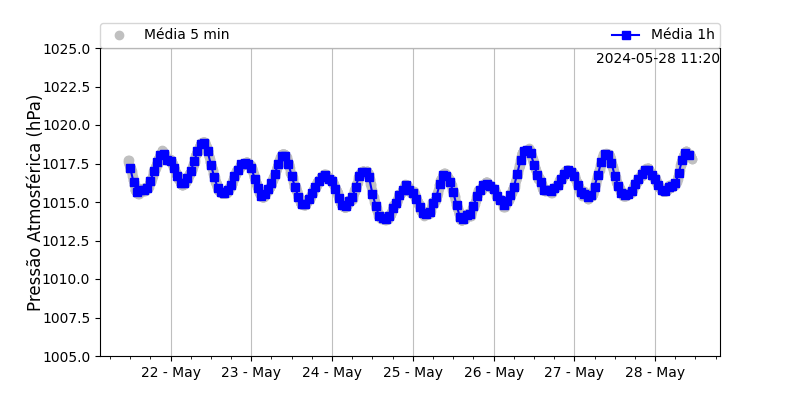 Média 5 min
Média 1h
2024-05-28 11:20
Pressão Atmosférica (hPa)
1025.0
1022.5
1020.0
1017.5
1015.0
1012.5
1010.0
1007.5
1005.0
22 - May
23 - May
24 - May
25 - May
26 - May
27 - May
28 - May